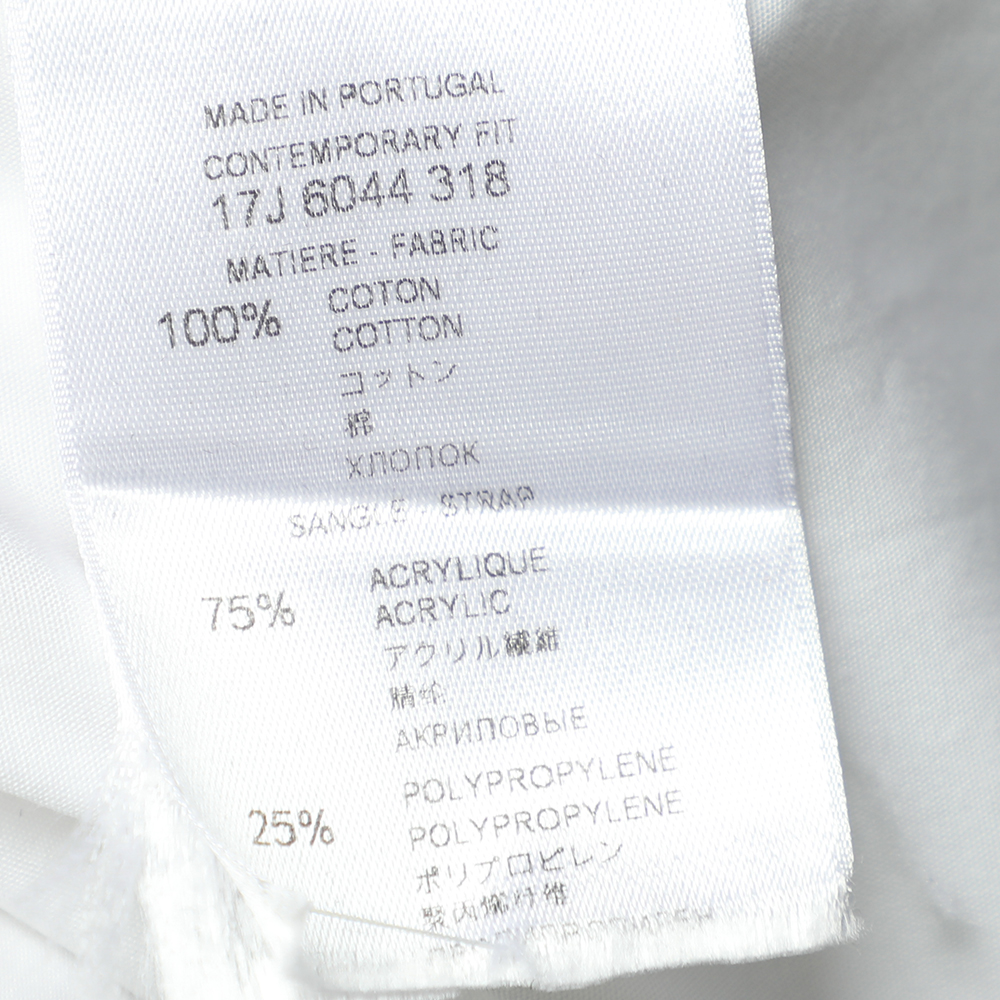 MADE IN PORTUGAL
CONTEMPORARY FIT
17J 6044 318
MATIERE - FABRIC
100% COTON
COTTON
コットン
棉
ХЛОПОК
SANGLE - STRAP
75% ACRYLIQUE
ACRYLIC
アクリル繊維
腈纶
АКРИЛОВЫЕ
25% POLYPROPYLENE
POLYPROPYLENE
ポリプロピレン